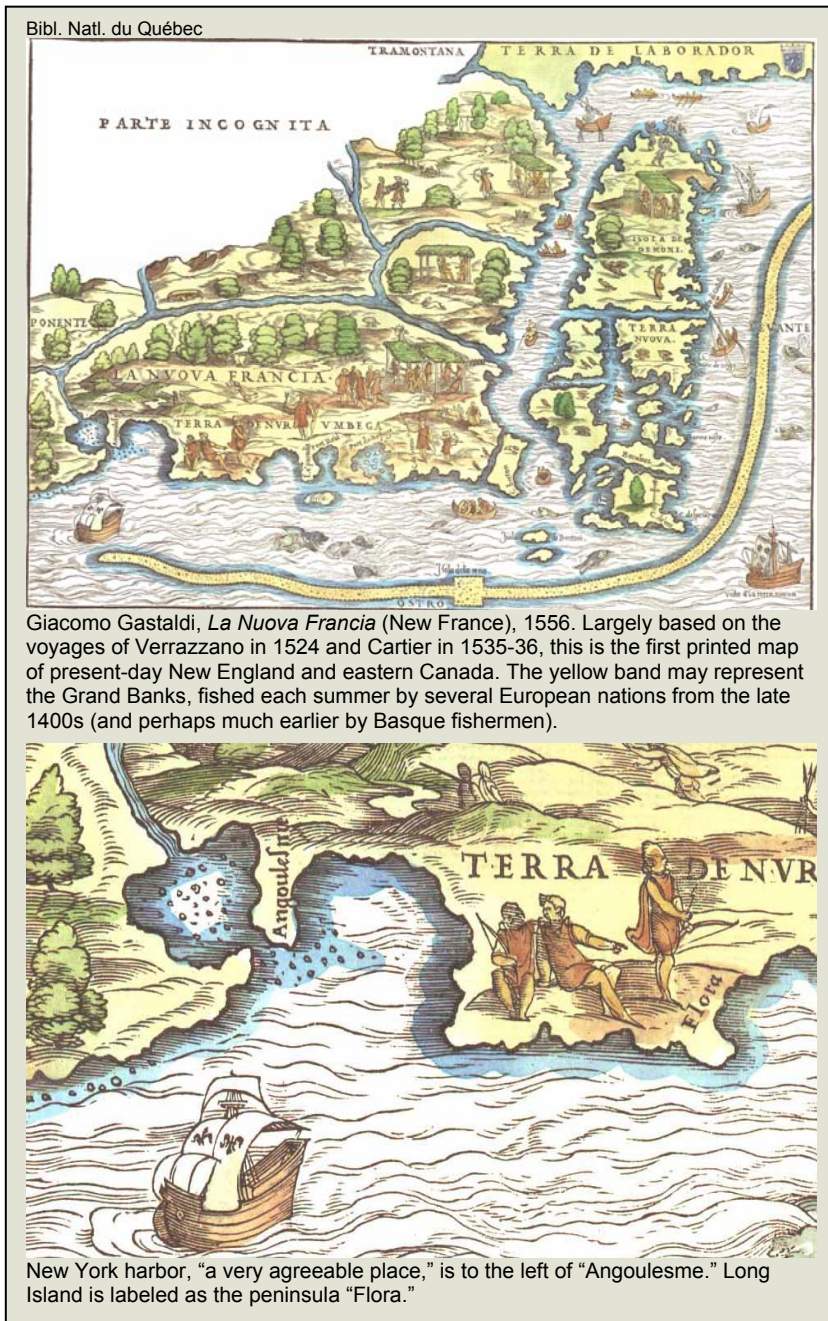 Bibl. Natl. du Québec
TRAMONTANA TERRA DE LABORADOR
PARTE INCOGNITA
ISOLA DE
DEMONI.
PONENTE
TERRA
NVOVA.
LEVANTE
LA NVOVA FRANCIA
TERRA DE NVRVMBEGA
OSTRO
Giacomo Gastaldi, La Nuova Francia (New France), 1556. Largely based on the
voyages of Verrazzano in 1524 and Cartier in 1535-36, this is the first printed map
of present-day New England and eastern Canada. The yellow band may represent
the Grand Banks, fished each summer by several European nations from the late
1400s (and perhaps much earlier by Basque fishermen).
Angoulesme
TERRA DE NVR
Flora
New York harbor, “a very agreeable place,” is to the left of “Angoulesme.” Long
Island is labeled as the peninsula “Flora.”